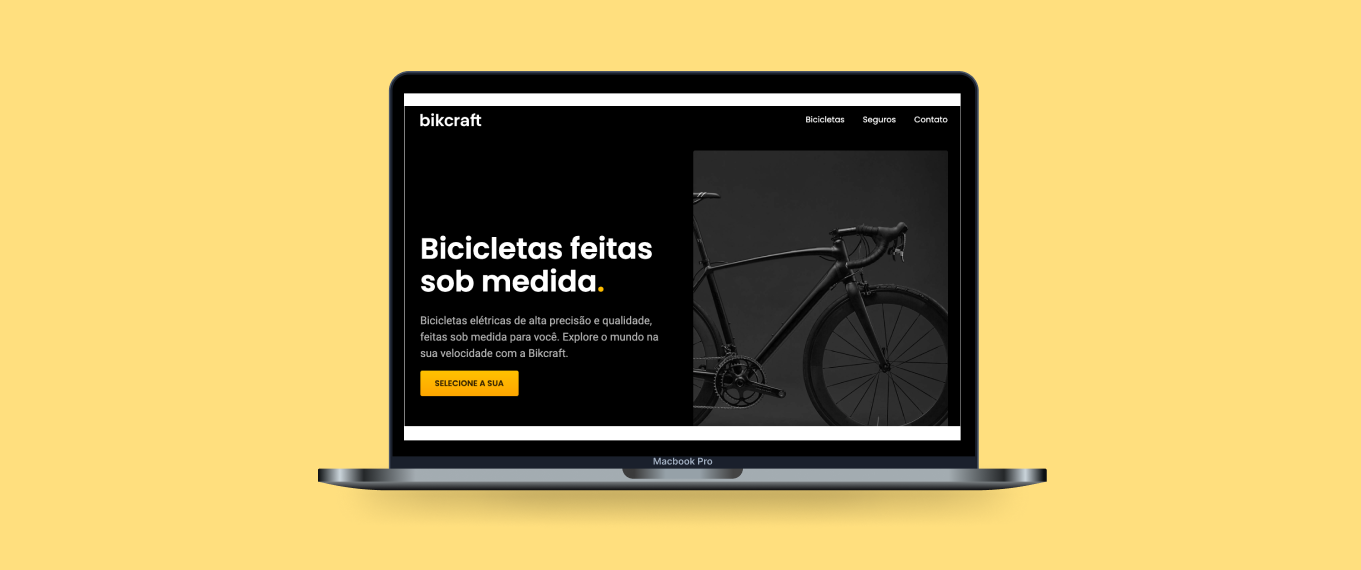 bikcraft
Bicicletas Seguros Contato
Bicicletas feitas
sob medida.
Bicicletas elétricas de alta precisão e qualidade,
feitas sob medida para você. Explore o mundo na
sua velocidade com a Bikcraft.
SELECIONE A SUA
Macbook Pro